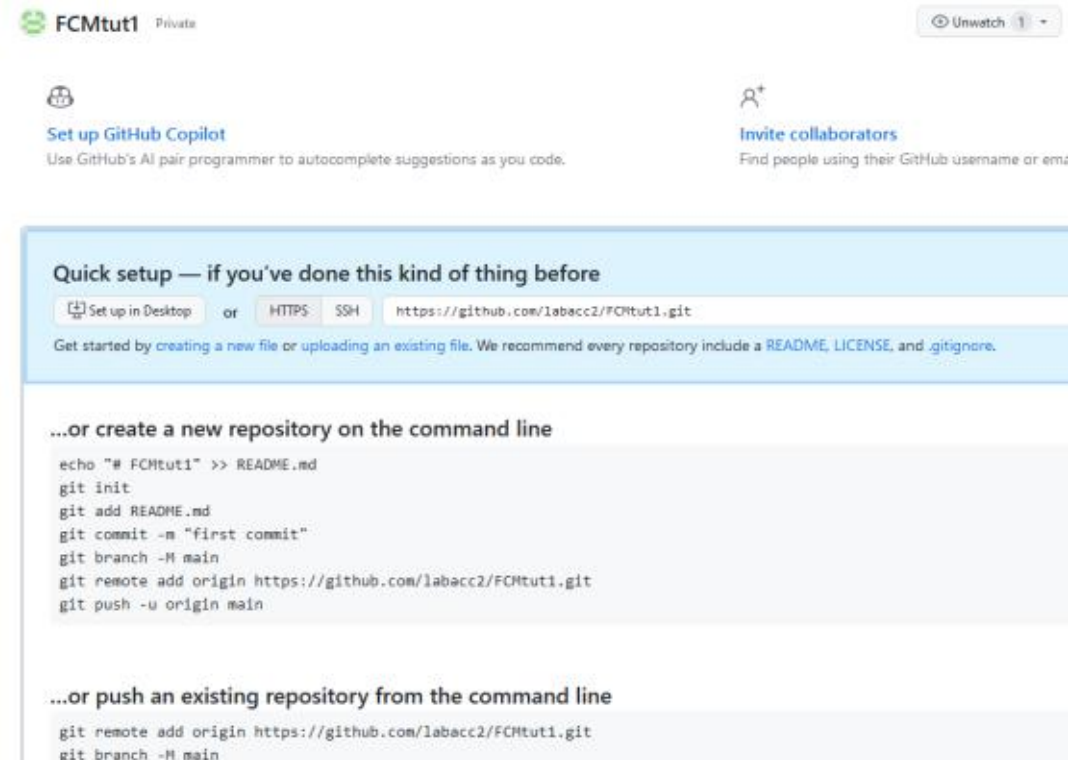 FCMtut1 Private
Unwatch 1
Set up GitHub Copilot
Use GitHub's AI pair programmer to autocomplete suggestions as you code.
Invite collaborators
Find people using their GitHub username or ema
Quick setup — if you've done this kind of thing before
Set up in Desktop or HTTPS SSH https://github.com/labacc2/FCMtut1.git
Get started by creating a new file or uploading an existing file. We recommend every repository include a README, LICENSE, and .gitignore.
...or create a new repository on the command line
echo "# FCMtut1" >> README.md
git init
git add README.md
git commit -m "first commit"
git branch -M main
git remote add origin https://github.com/labacc2/FCMtut1.git
git push -u origin main
...or push an existing repository from the command line
git remote add origin https://github.com/labacc2/FCMtut1.git
git branch -M main